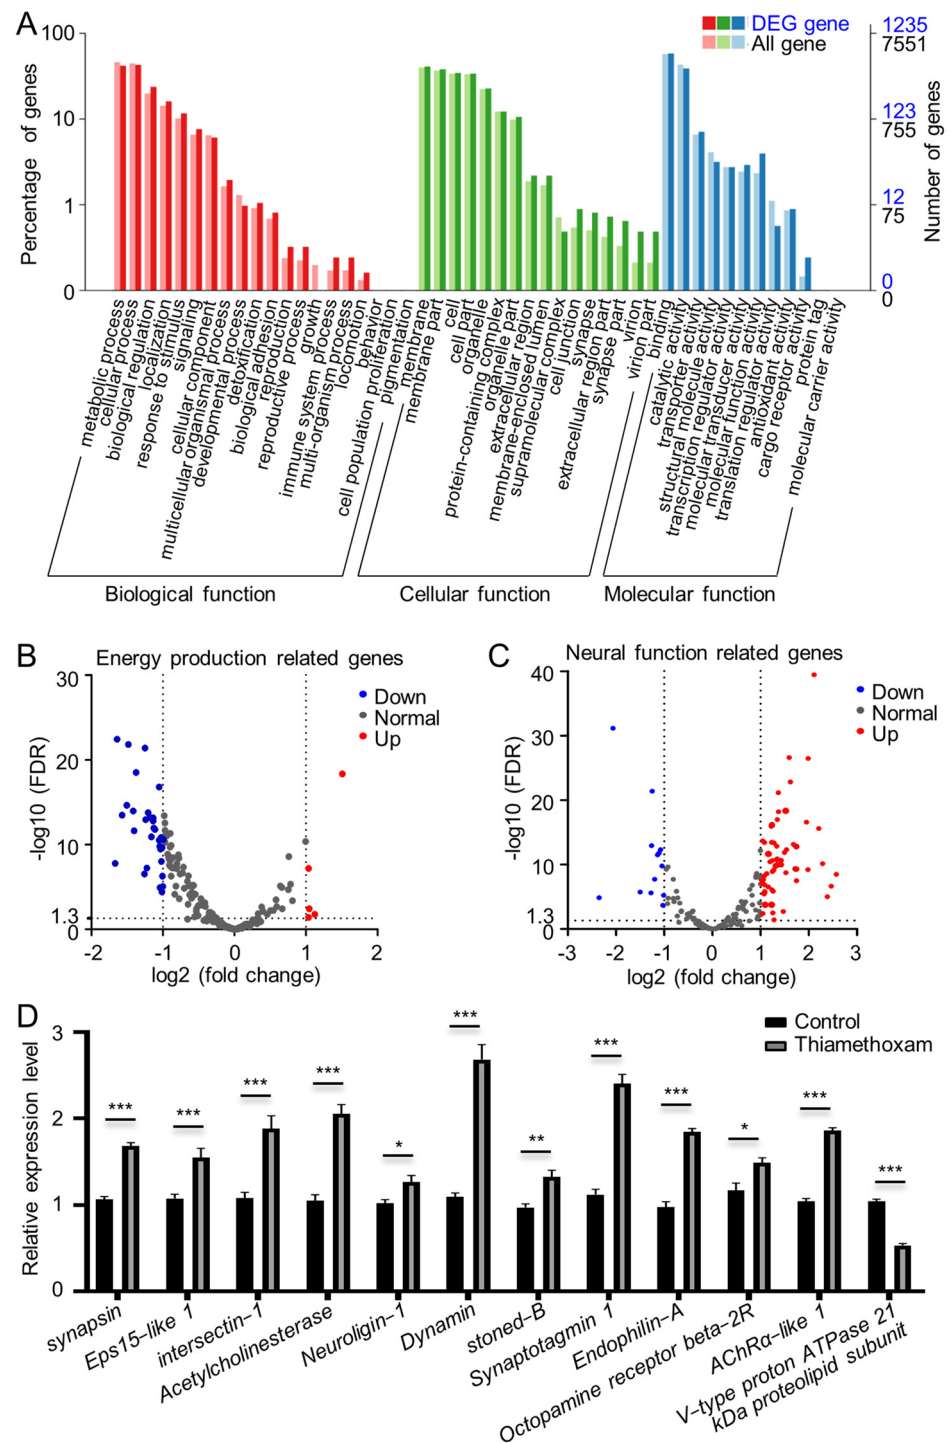 A
DEG gene
All gene
Percentage of genes
100
10
1
0
1235
7551
123
755
12
75
0
0
Number of genes
metabolic process
cellular process
biological regulation
localization
response to stimulus
signaling
cellular component
multicellular organismal process
developmental process
detoxification
biological adhesion
reproduction
reproductive process
growth
immune system process
multi-organism process
locomotion
behavior
cell population proliferation
pigmentation
membrane
membrane part
cell
cell part
organelle
protein-containing complex
organelle part
extracellular region
membrane-enclosed lumen
supramolecular complex
cell junction
synapse
extracellular region part
synapse part
virion
virion part
binding
catalytic activity
transporter activity
structural molecule activity
transcription regulator activity
molecular transducer activity
molecular function activity
translation regulator activity
antioxidant activity
cargo receptor activity
protein tag
molecular carrier activity
Biological function
Cellular function
Molecular function
B
Energy production related genes
-log10 (FDR)
30
20
10
1.3
0
-2
-1
0
1
2
log2 (fold change)
Down
Normal
Up
C
Neural function related genes
-log10 (FDR)
40
30
20
10
1.3
0
-3
-2
-1
0
1
2
3
log2 (fold change)
Down
Normal
Up
D
Relative expression level
3
2
1
0
Control
Thiamethoxam
***
***
***
***
*
***
**
***
***
*
***
***
synapsin
Eps15-like 1
intersectin-1
Acetylcholinesterase
Neuroligin-1
Dynamin
stoned-B
Synaptotagmin 1
Endophilin-A
Octopamine receptor beta-2R
AChRα-like 1
V-type proton ATPase 21
kDa proteolipid subunit